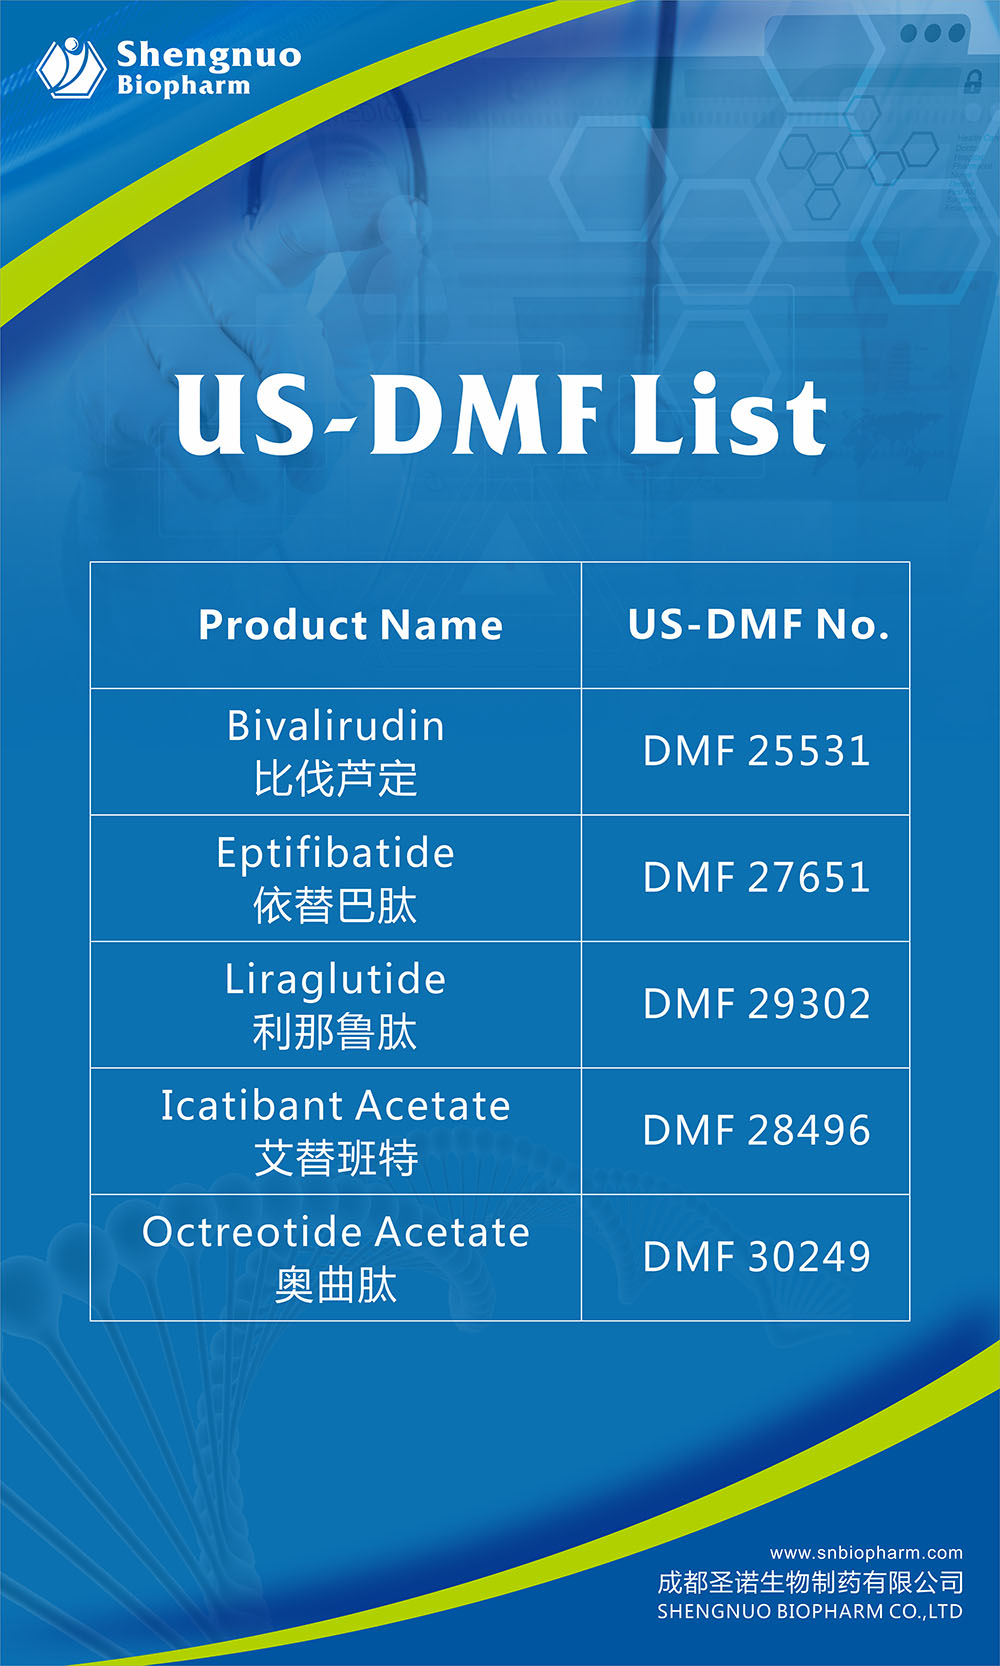 Shengnuo
Biopharm
MEDICAL
US-DMF List
Product Name
US-DMF No.
Bivalirudin
比伐芦定
DMF 25531
Eptifibatide
依替巴肽
DMF 27651
Liraglutide
利那鲁肽
DMF 29302
Icatibant Acetate
艾替班特
DMF 28496
Octreotide Acetate
奥曲肽
DMF 30249
www.snbiopharm.com
成都圣诺生物制药有限公司
SHENGNUO BIOPHARM CO.,LTD